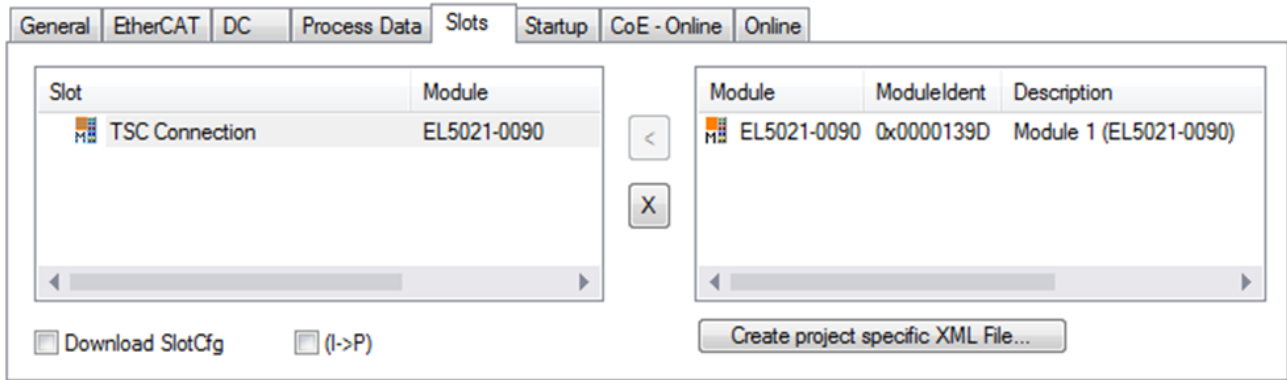 General EtherCAT DC Process Data Slots Startup CoE - Online Online
Slot Module Module ModuleIdent Description
TSC Connection EL5021-0090 < EL5021-0090 0x0000139D Module 1 (EL5021-0090)
X
Download SlotCfg (I->P) Create project specific XML File...